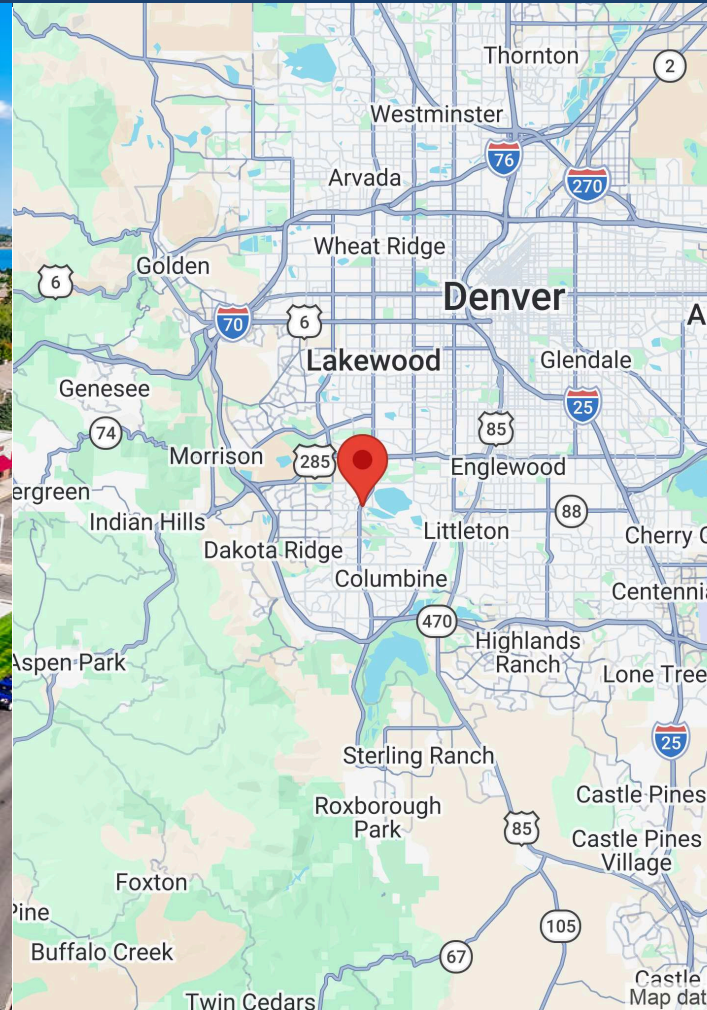 Thornton
2
Westminster
76
Arvada
270
Wheat Ridge
Golden
6
Denver
70
6
A
Lakewood
Glendale
Genesee
25
74
85
Morrison
285
Englewood
ergreen
88
Indian Hills
Littleton
Cherry C
Dakota Ridge
Columbine
Centennia
470
Highlands
Ranch
Aspen Park
Lone Tree
25
Sterling Ranch
Castle Pines
Roxborough
Park
85
Castle Pines
Village
Foxton
Pine
105
Buffalo Creek
67
Castle
Twin Cedars
Map dat